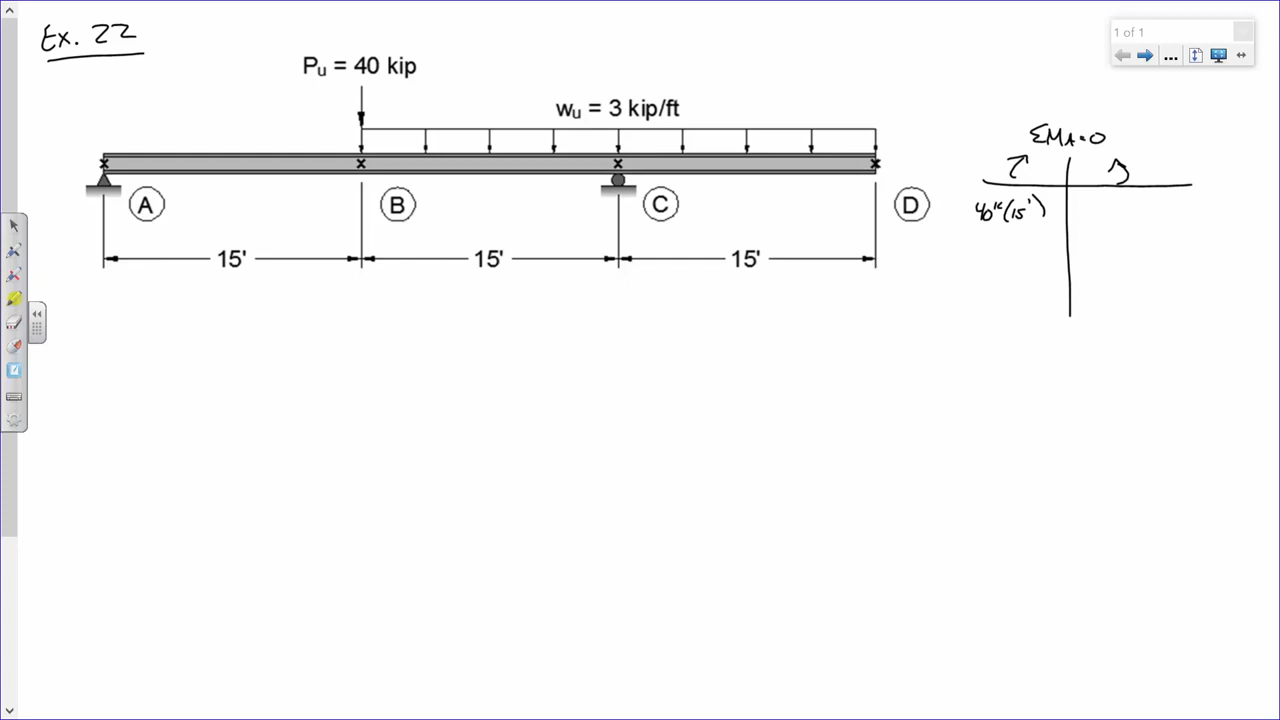 Ex. 22
Pu = 40 kip
wu = 3 kip/ft
A
B
C
D
15'
15'
15'
ΣMA=0
40ᵏ(15')
1 of 1
...